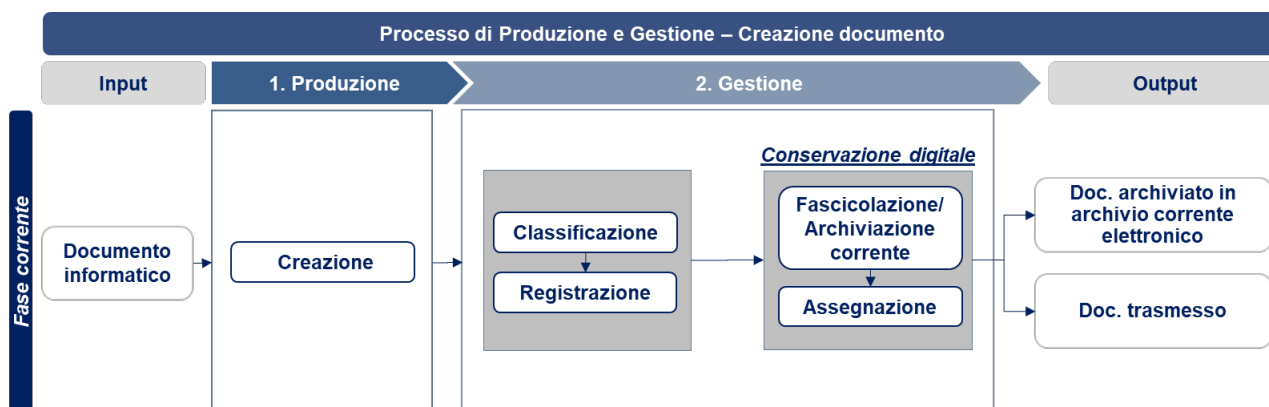 Processo di Produzione e Gestione – Creazione documento
Input
1. Produzione
2. Gestione
Output
Fase corrente
Documento
informatico
Creazione
Classificazione
Registrazione
Conservazione digitale
Fascicolazione/
Archiviazione
corrente
Assegnazione
Doc. archiviato in
archivio corrente
elettronico
Doc. trasmesso